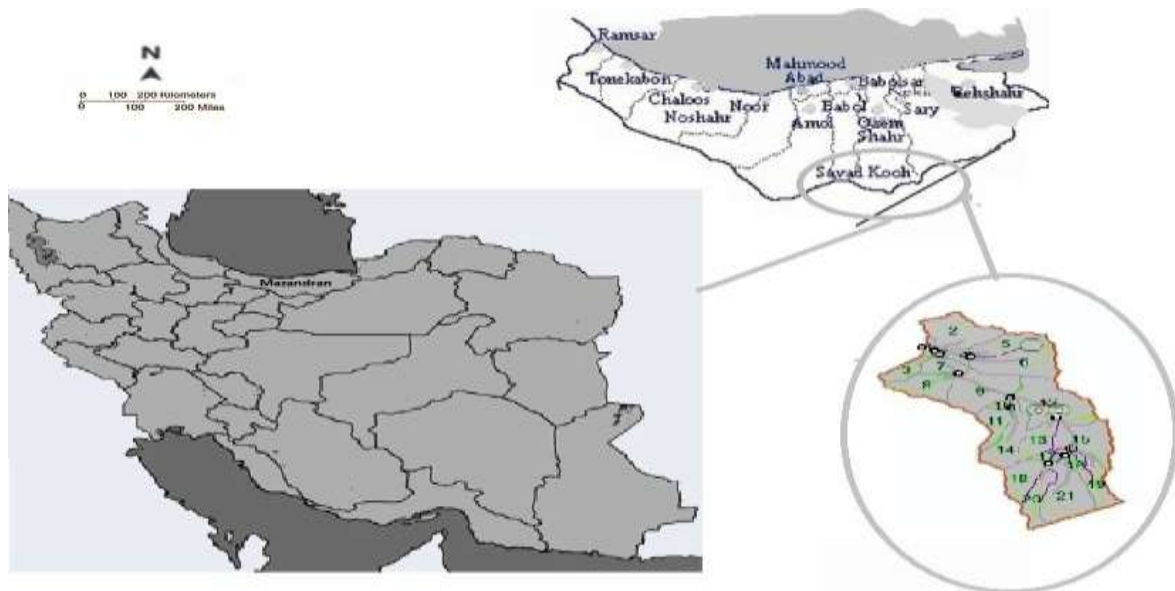 N
0 100 200 Kilometers
0 100 200 Miles
Ramsar
Tonekabon
Chaloos
Noshahr
Noor
Mahmood
Abad
Amol
Babol
Babolsar
Qaem
Shahr
Sary
Behshahr
Savad Kooh
Mazandran
2
5
6
3
7
8
9
10
11
13
14
15
18
19
20
21